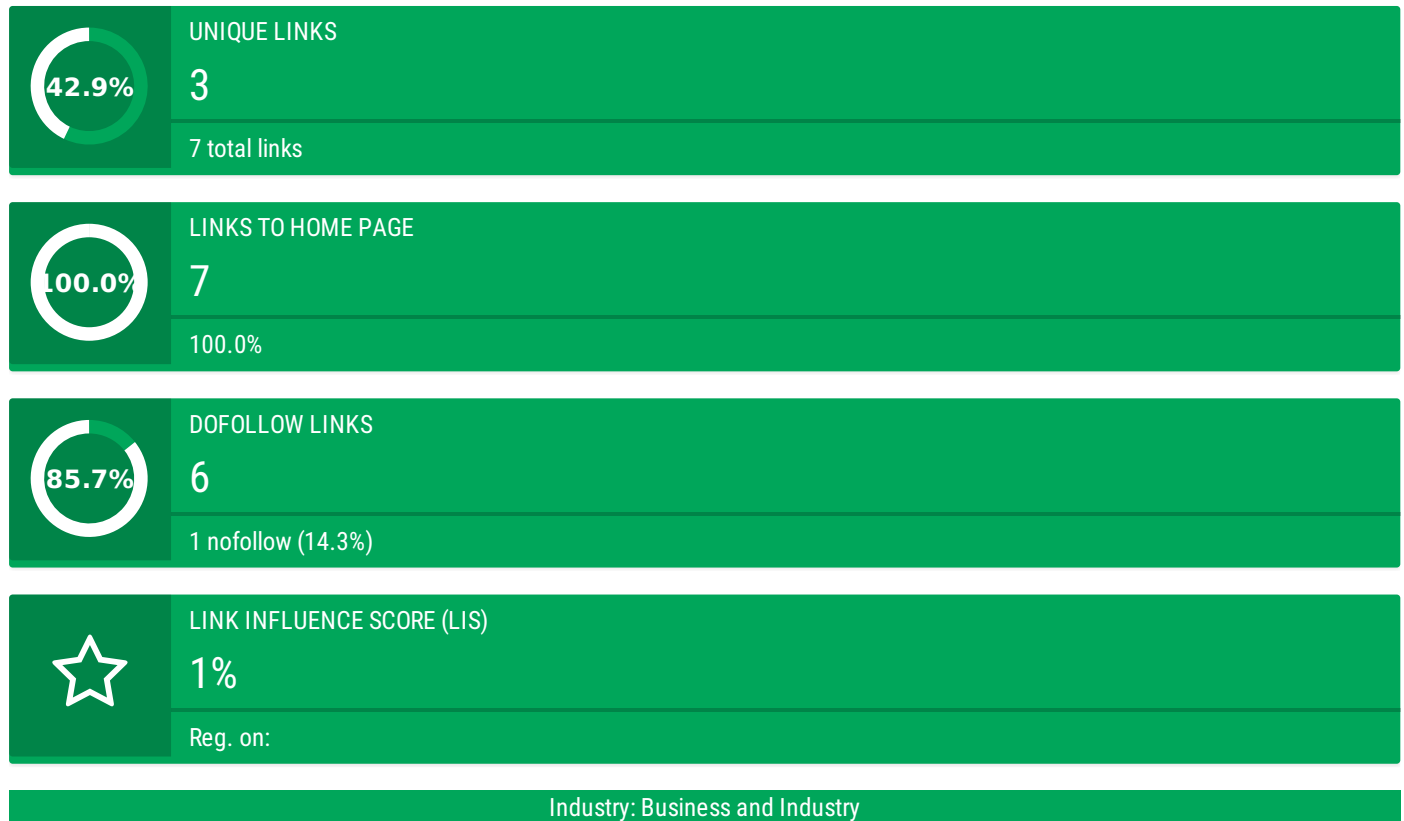 42.9%
UNIQUE LINKS
3
7 total links
100.0%
LINKS TO HOME PAGE
7
100.0%
85.7%
DOFOLLOW LINKS
6
1 nofollow (14.3%)
LINK INFLUENCE SCORE (LIS)
1%
Reg. on:
Industry: Business and Industry